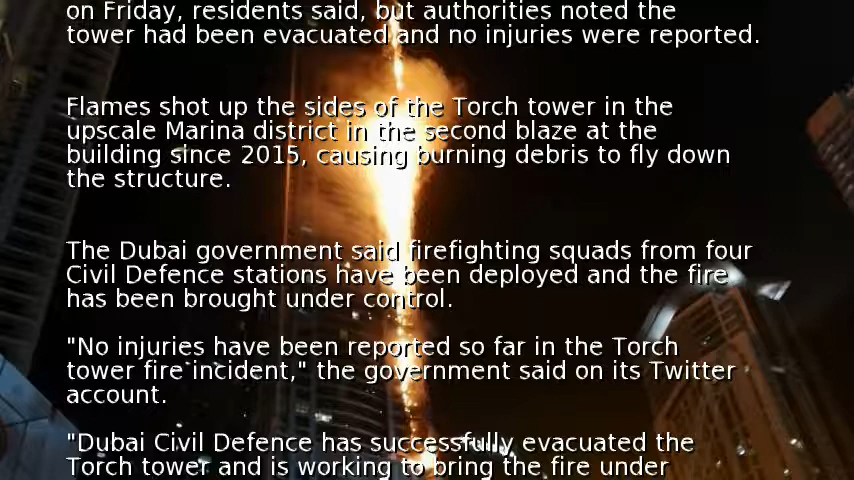 on Friday, residents said, but authorities noted the
tower had been evacuated and no injuries were reported.
Flames shot up the sides of the Torch tower in the
upscale Marina district in the second blaze at the
building since 2015, causing burning debris to fly down
the structure.
The Dubai government said firefighting squads from four
Civil Defence stations have been deployed and the fire
has been brought under control.
"No injuries have been reported so far in the Torch
tower fire incident," the government said on its Twitter
account.
"Dubai Civil Defence has successfully evacuated the
Torch tower and is working to bring the fire under